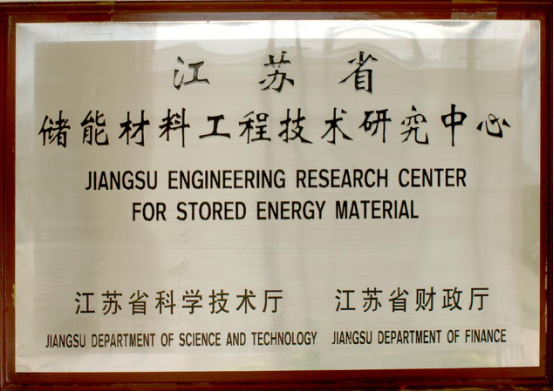 江苏省
储能材料工程技术研究中心
JIANGSU ENGINEERING RESEARCH CENTER
FOR STORED ENERGY MATERIAL
江苏省科学技术厅 江苏省财政厅
JIANGSU DEPARTMENT OF SCIENCE AND TECHNOLOGY JIANGSU DEPARTMENT OF FINANCE